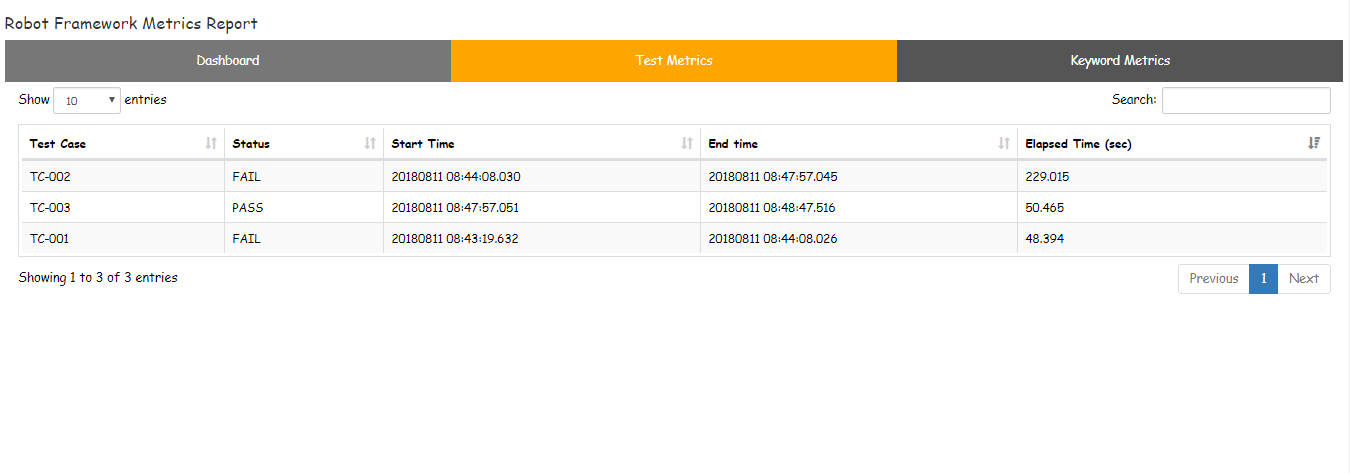 Robot Framework Metrics Report
Dashboard Test Metrics Keyword Metrics
Show 10 entries Search:
Test Case Status Start Time End time Elapsed Time (sec)
TC-002 FAIL 20180811 08:44:08.030 20180811 08:47:57.045 229.015
TC-003 PASS 20180811 08:47:57.051 20180811 08:48:47.516 50.465
TC-001 FAIL 20180811 08:43:19.632 20180811 08:44:08.026 48.394
Showing 1 to 3 of 3 entries Previous 1 Next